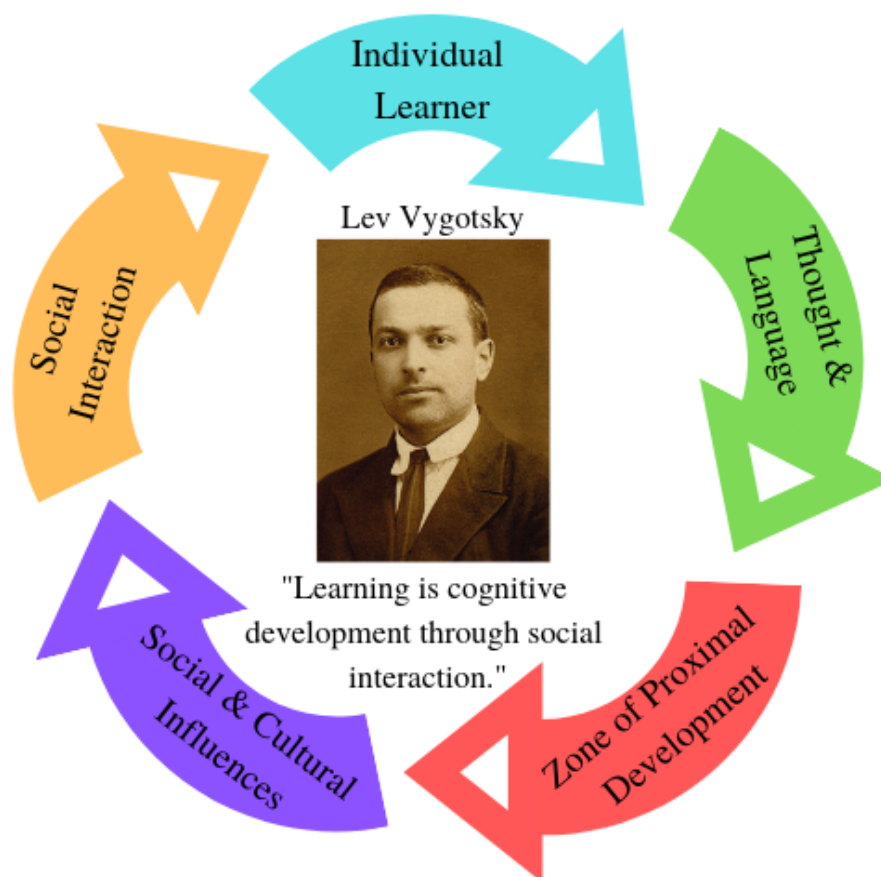 Individual
Learner
Thought &
Language
Zone of Proximal
Development
Social & Cultural
Influences
Social
Interaction
Lev Vygotsky
"Learning is cognitive
development through social
interaction."